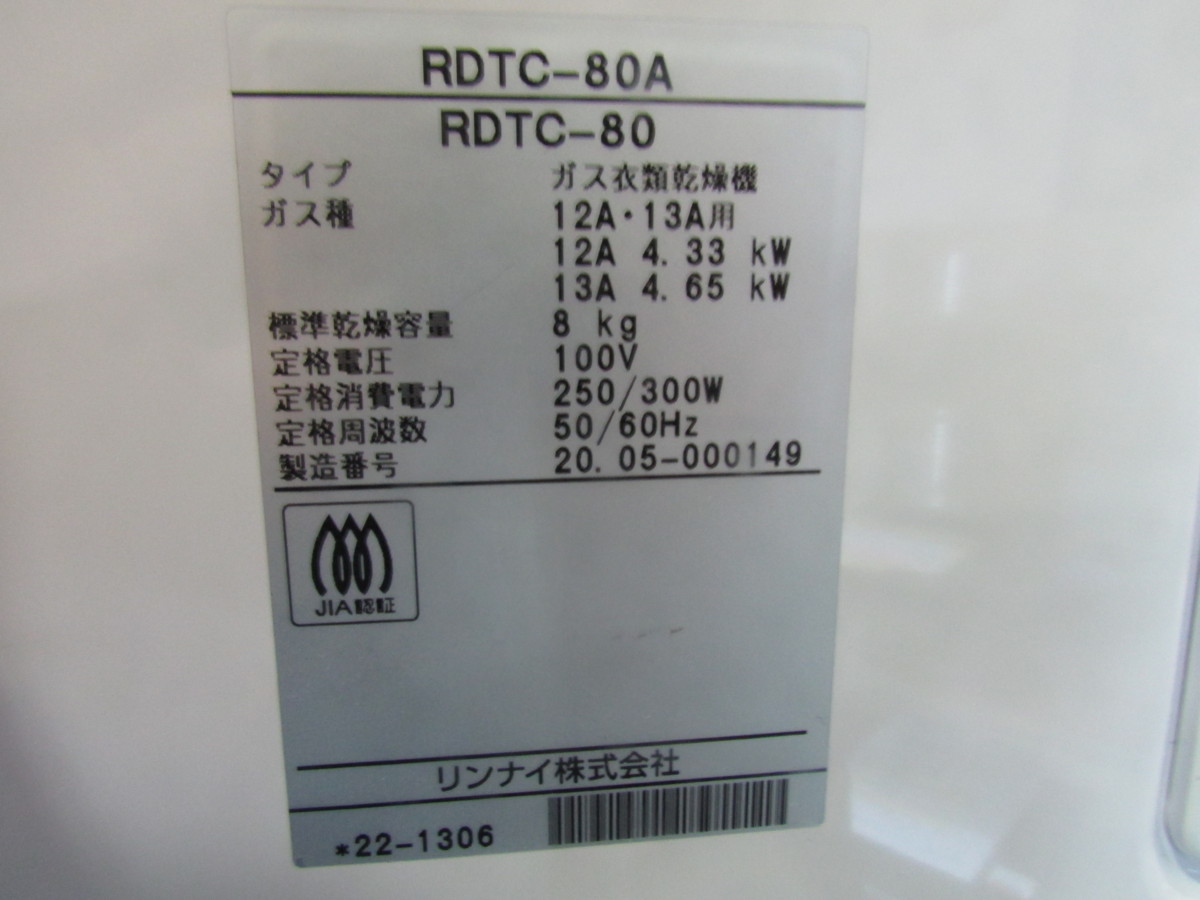 RDTC-80A
RDTC-80
タイプ ガス衣類乾燥機
ガス種 12A・13A用
12A 4.33 kW
13A 4.65 kW
標準乾燥容量 8 kg
定格電圧 100V
定格消費電力 250/300W
定格周波数 50/60Hz
製造番号 20.05-000149
JIA認証
リンナイ株式会社
*22-1306